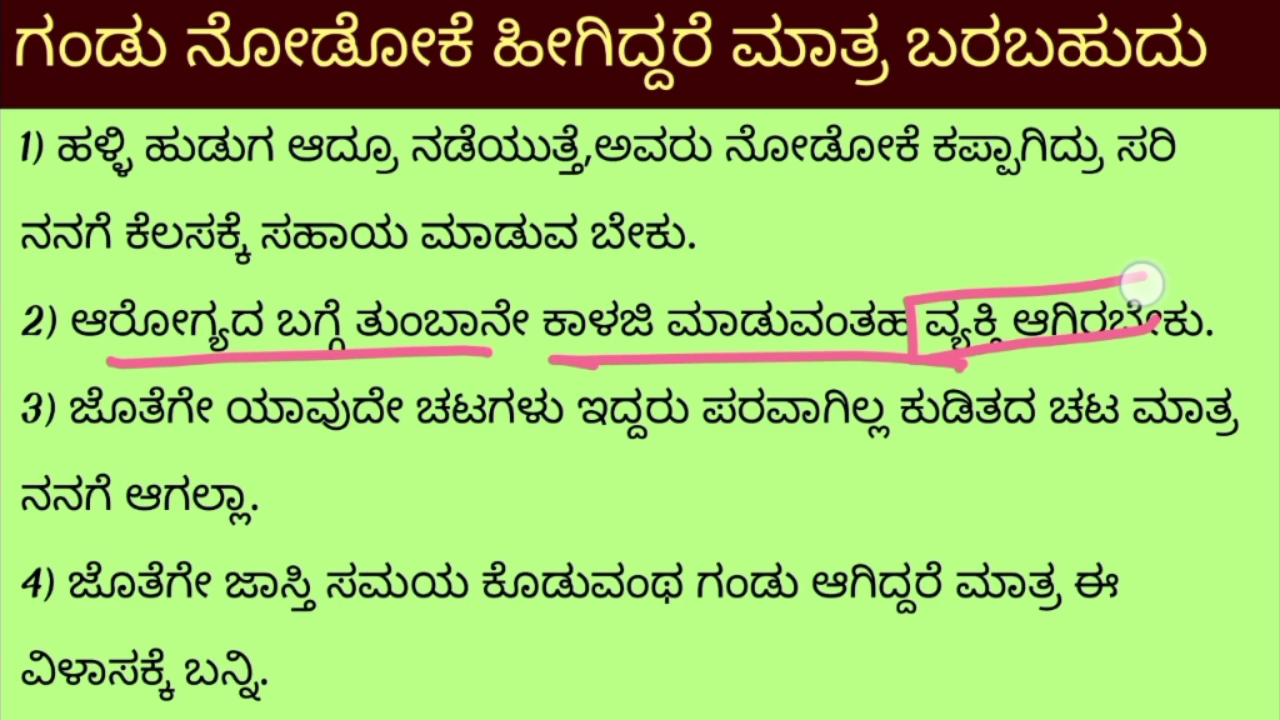 ಗಂಡು ನೋಡೋಕೆ ಹೀಗಿದ್ದರೆ ಮಾತ್ರ ಬರಬಹುದು
1) ಹಳ್ಳಿ ಹುಡುಗ ಆದ್ರೂ ನಡೆಯುತ್ತೆ,ಅವರು ನೋಡೋಕೆ ಕಪ್ಪಾಗಿದ್ರು ಸರಿ
ನನಗೆ ಕೆಲಸಕ್ಕೆ ಸಹಾಯ ಮಾಡುವ ಬೇಕು.
2) ಆರೋಗ್ಯದ ಬಗ್ಗೆ ತುಂಬಾನೇ ಕಾಳಜಿ ಮಾಡುವಂತಹ ವ್ಯಕ್ತಿ ಆಗಿರಬೇಕು.
3) ಜೊತೆಗೇ ಯಾವುದೇ ಚಟಗಳು ಇದ್ದರು ಪರವಾಗಿಲ್ಲ ಕುಡಿತದ ಚಟ ಮಾತ್ರ
ನನಗೆ ಆಗಲ್ಲಾ.
4) ಜೊತೆಗೇ ಜಾಸ್ತಿ ಸಮಯ ಕೊಡುವಂಥ ಗಂಡು ಆಗಿದ್ದರೆ ಮಾತ್ರ ಈ
ವಿಳಾಸಕ್ಕೆ ಬನ್ನಿ.